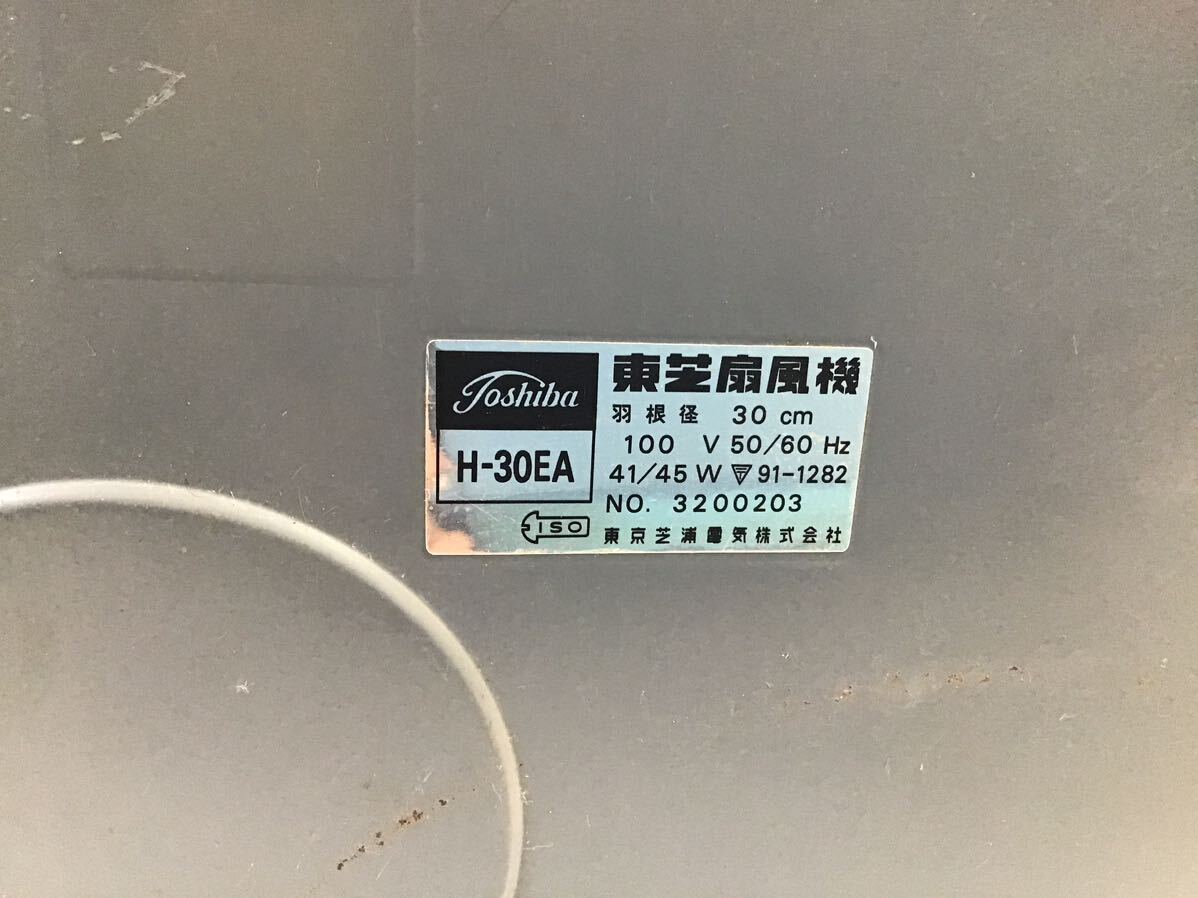 Toshiba
H-30EA
ISO
東芝扇風機
羽根径 30 cm
100 V 50/60 Hz
41/45 W 〒 91-1282
NO. 3200203
東京芝浦電気株式会社